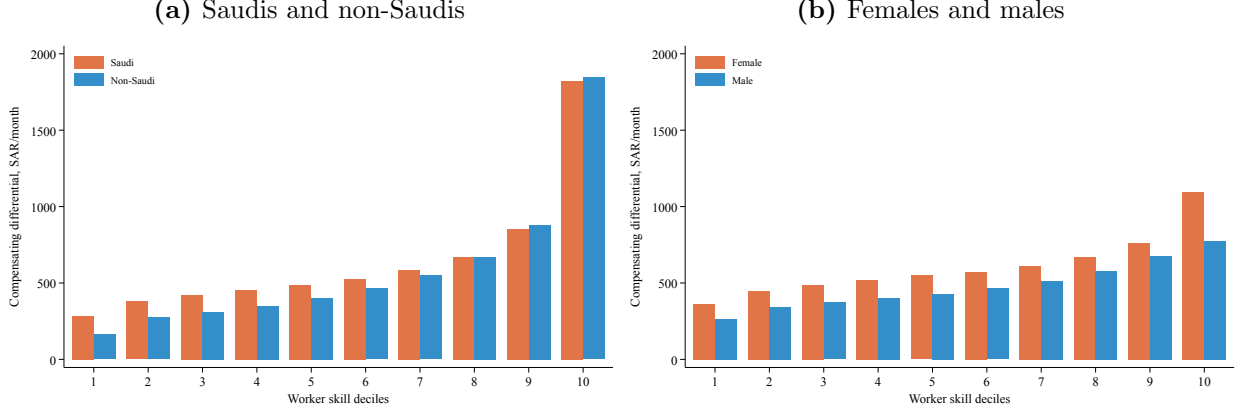 (a) Saudis and non-Saudis
Compensating differential, SAR/month
2000
1500
1000
500
0
Saudi
Non-Saudi
1 2 3 4 5 6 7 8 9 10
Worker skill deciles
(b) Females and males
Compensating differential, SAR/month
2000
1500
1000
500
0
Female
Male
1 2 3 4 5 6 7 8 9 10
Worker skill deciles